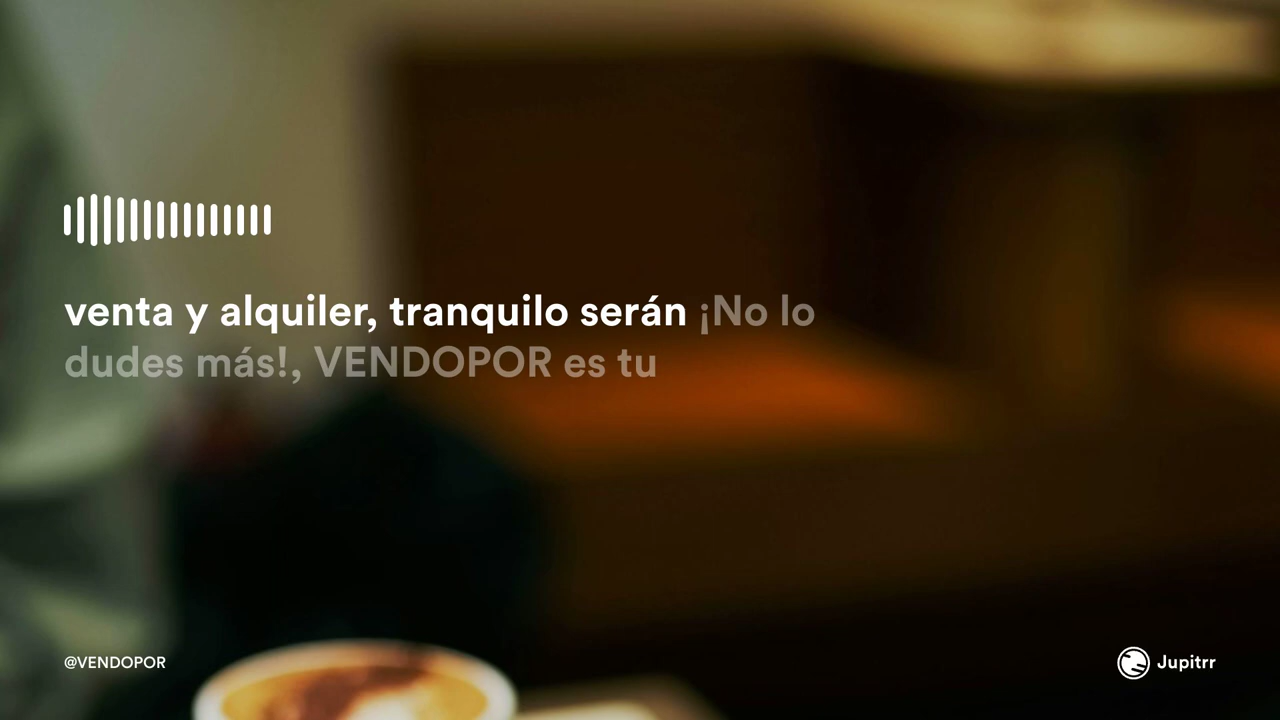 venta y alquiler, tranquilo serán ¡No lo
dudes más!, VENDOPOR es tu
@VENDOPOR
Jupitrr